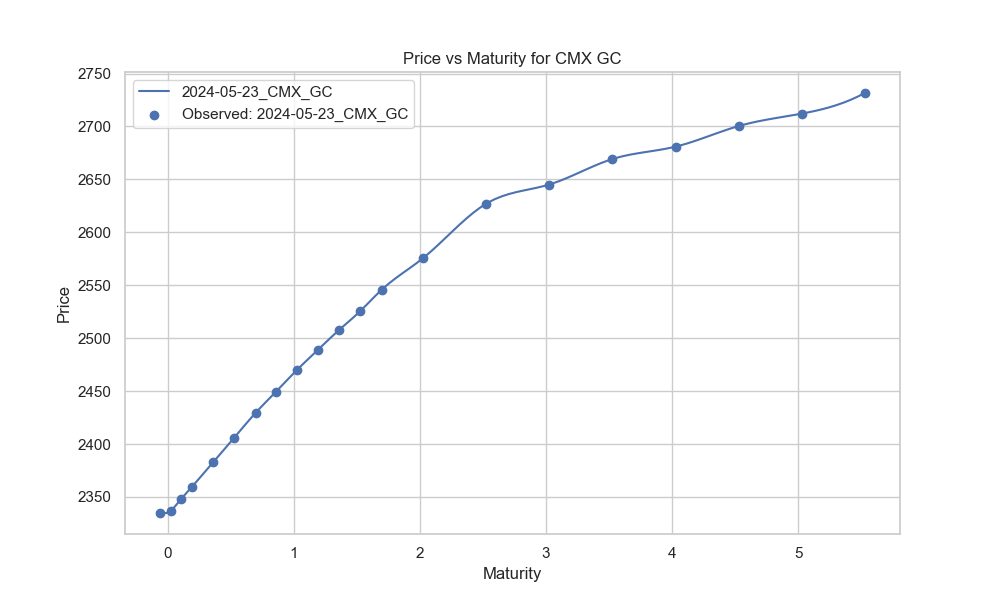 Price vs Maturity for CMX GC
2024-05-23_CMX_GC
Observed: 2024-05-23_CMX_GC
Price
2750
2700
2650
2600
2550
2500
2450
2400
2350
0 1 2 3 4 5
Maturity